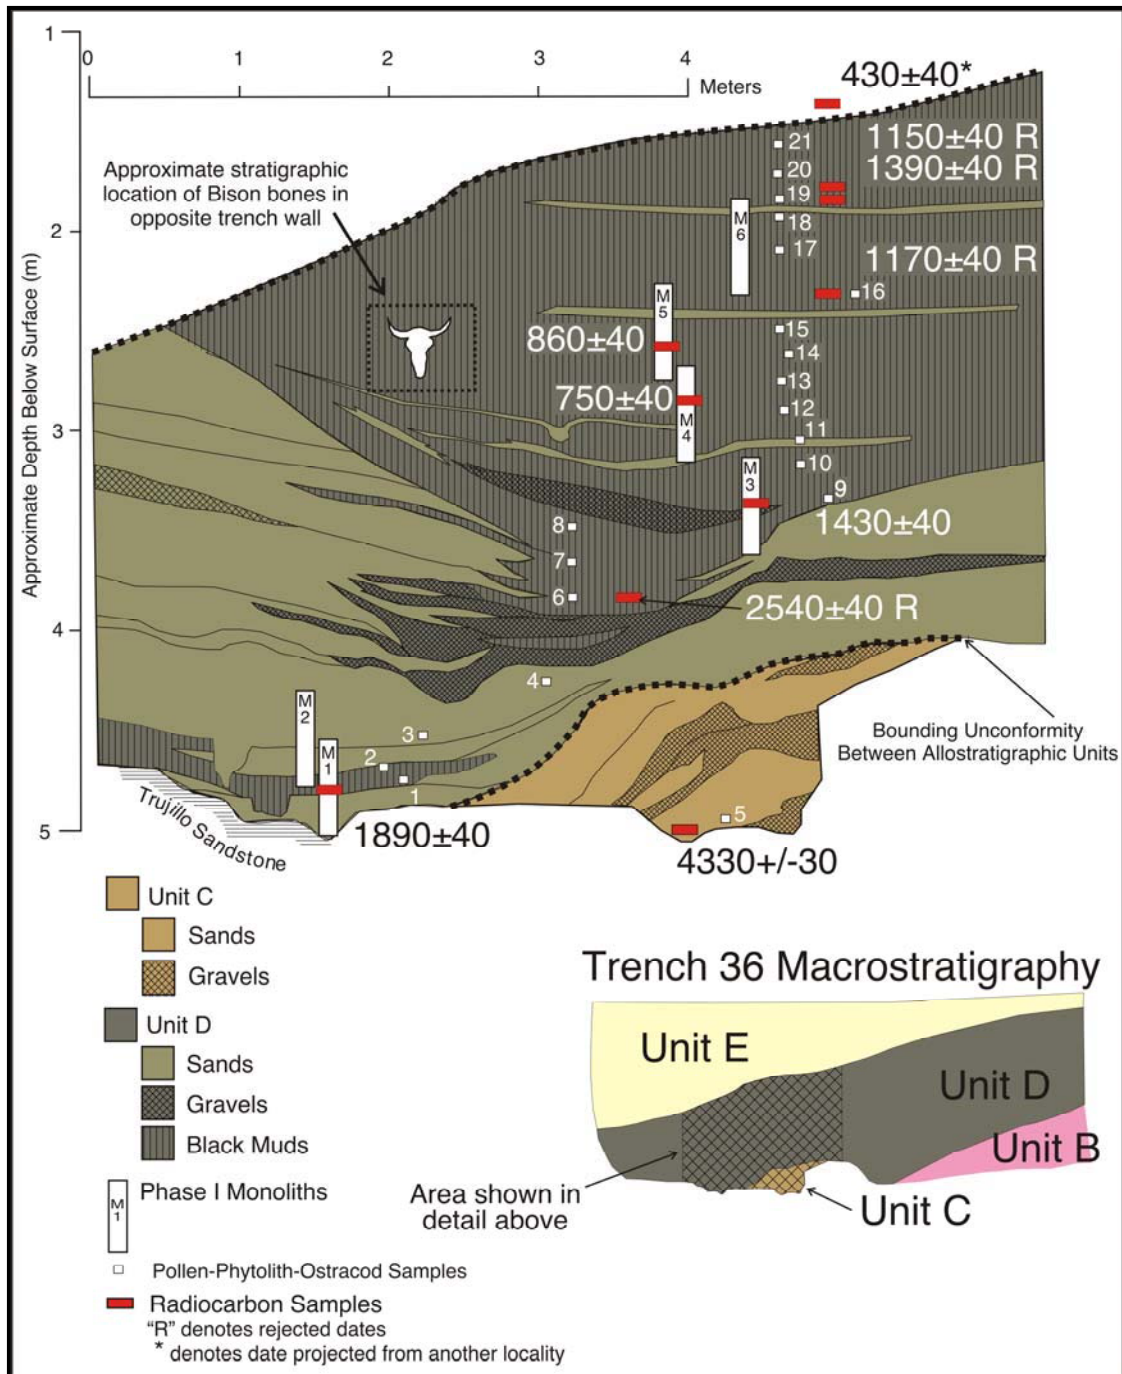 1
0
1
2
3
4
Meters
430±40*
1150±40 R
1390±40 R
Approximate stratigraphic
location of Bison bones in
opposite trench wall
21
20
19
18
17
M
6
2
1170±40 R
16
M
5
860±40
15
14
13
750±40
12
M
4
11
3
10
M
3
9
1430±40
8
7
6
2540±40 R
Approximate Depth Below Surface (m)
4
4
M
2
3
M
1
2
1
Bounding Unconformity
Between Allostratigraphic Units
Trujillo Sandstone
5
5
1890±40
4330+/-30
Unit C
Sands
Gravels
Unit D
Sands
Gravels
Black Muds
M
1
Phase I Monoliths
Pollen-Phytolith-Ostracod Samples
Radiocarbon Samples
“R” denotes rejected dates
* denotes date projected from another locality
Trench 36 Macrostratigraphy
Unit E
Unit D
Unit B
Area shown in
detail above
Unit C